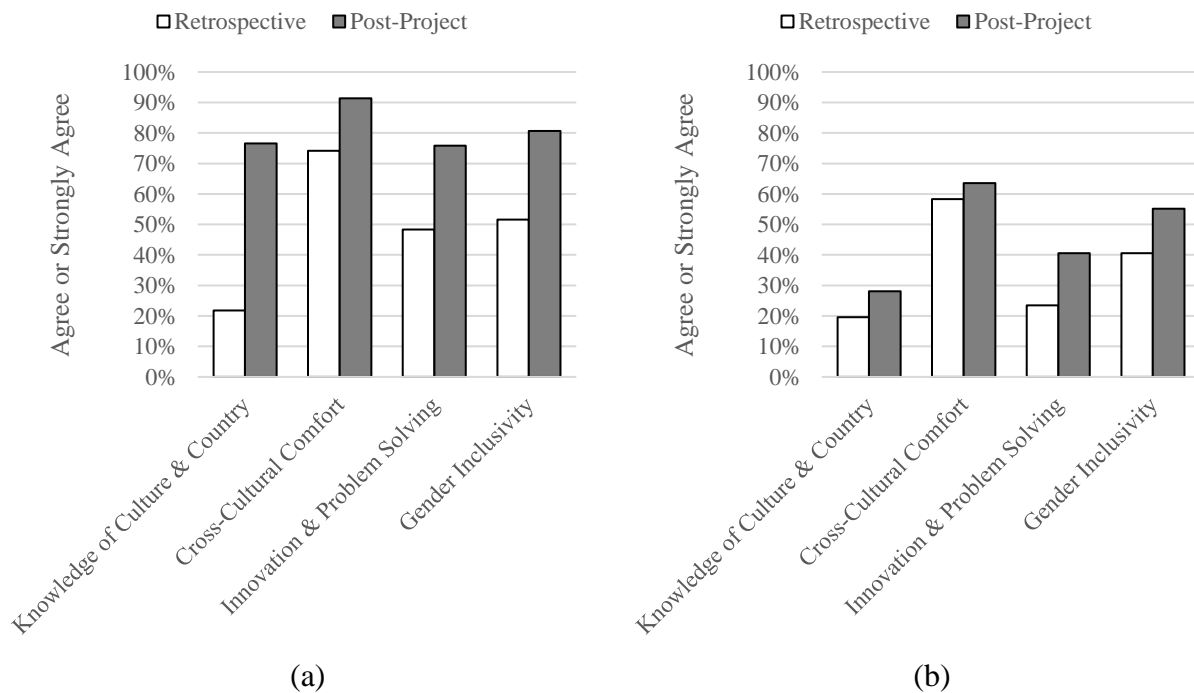 Retrospective Post-Project
Agree or Strongly Agree
100%
90%
80%
70%
60%
50%
40%
30%
20%
10%
0%
Knowledge of Culture & Country
Cross-Cultural Comfort
Innovation & Problem Solving
Gender Inclusivity
(a)
Retrospective Post-Project
Agree or Strongly Agree
100%
90%
80%
70%
60%
50%
40%
30%
20%
10%
0%
Knowledge of Culture & Country
Cross-Cultural Comfort
Innovation & Problem Solving
Gender Inclusivity
(b)